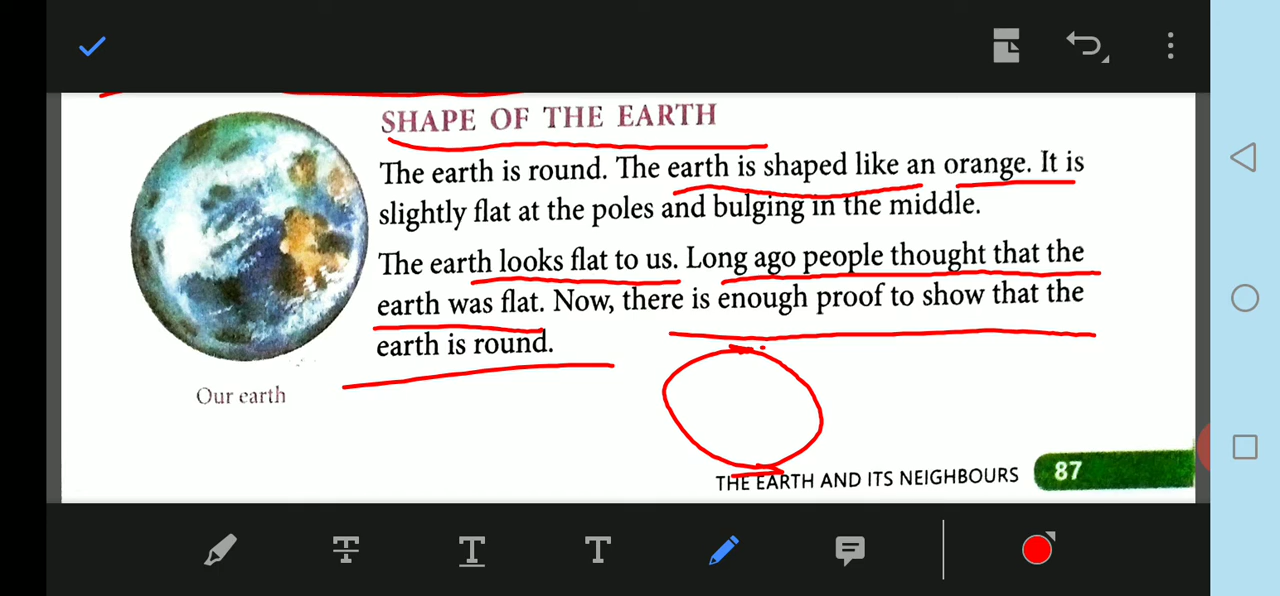 SHAPE OF THE EARTH
The earth is round. The earth is shaped like an orange. It is
slightly flat at the poles and bulging in the middle.
The earth looks flat to us. Long ago people thought that the
earth was flat. Now, there is enough proof to show that the
earth is round.
Our earth
THE EARTH AND ITS NEIGHBOURS 87
T T T